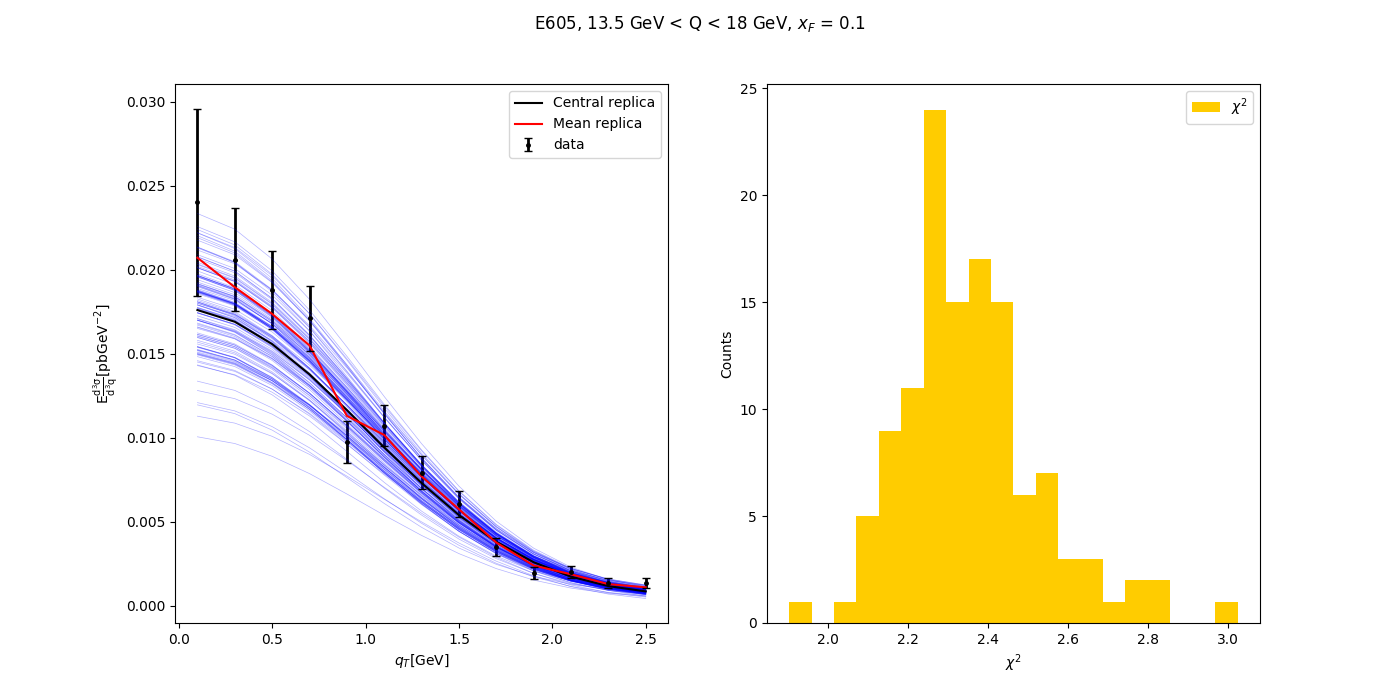 E605, 13.5 GeV < Q < 18 GeV, x_F = 0.1
0.030
0.025
0.020
0.015
0.010
0.005
0.000
E d³σ/d³q [pbGeV⁻²]
Central replica
Mean replica
data
0.0 0.5 1.0 1.5 2.0 2.5
q_T[GeV]
25
20
15
10
5
0
Counts
χ²
2.0 2.2 2.4 2.6 2.8 3.0
χ²